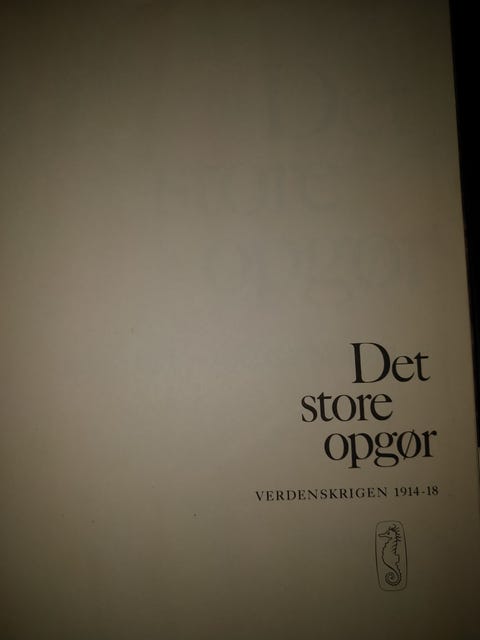 Det
store
opgør
VERDENSKRIGEN 1914-18